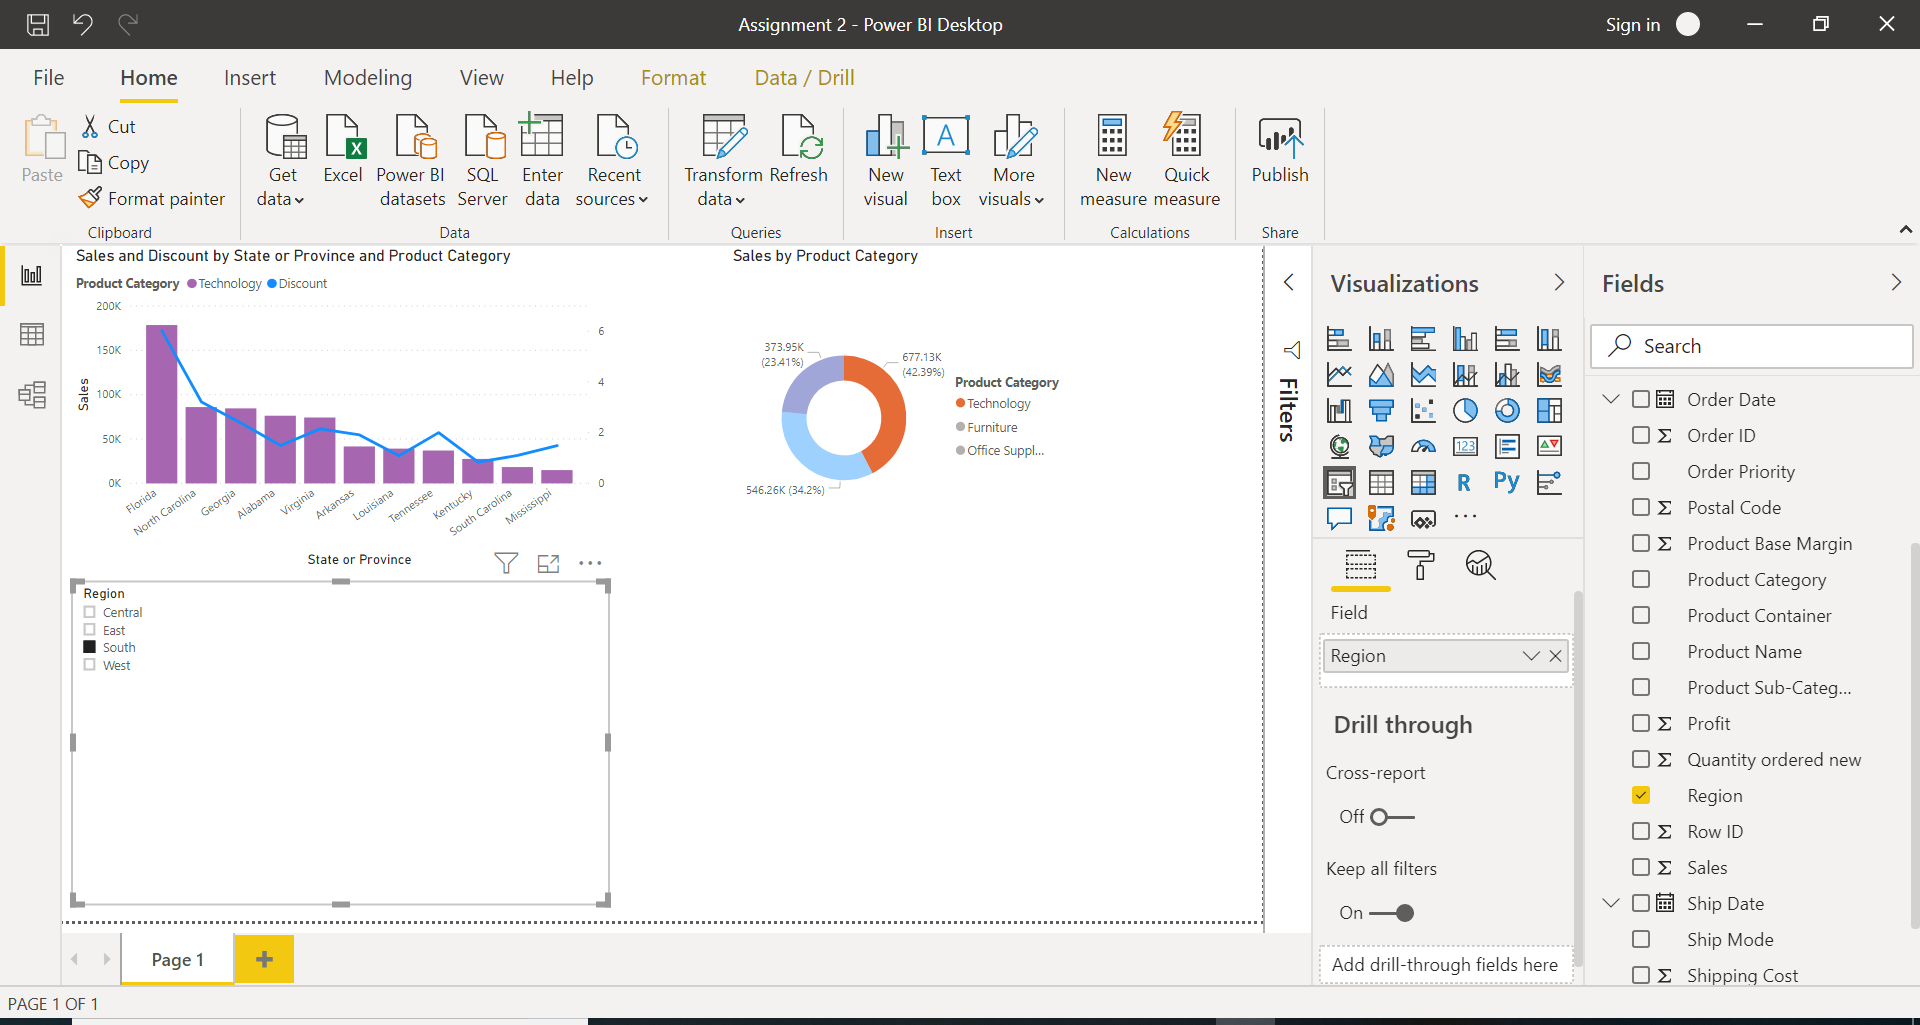 Assignment 2 - Power BI Desktop
Sign in
File
Home
Insert
Modeling
View
Help
Format
Data / Drill
Paste
Cut
Copy
Format painter
Clipboard
Get
data
Excel
Power BI
datasets
SQL
Server
Enter
data
Recent
sources
Data
Transform
data
Refresh
Queries
New
visual
Text
box
More
visuals
Insert
New
measure
Quick
measure
Calculations
Publish
Share
Sales and Discount by State or Province and Product Category
Product Category Technology Discount
200K
150K
100K
50K
0K
Sales
6
4
2
0
Florida
North Carolina
Georgia
Alabama
Virginia
Arkansas
Louisiana
Tennessee
Kentucky
South Carolina
Mississippi
State or Province
Sales by Product Category
373.95K
(23.41%)
677.13K
(42.39%)
546.26K (34.2%)
Product Category
Technology
Furniture
Office Suppl...
Region
Central
East
South
West
Filters
Visualizations
123
R
Py
Field
Region
Drill through
Cross-report
Off
Keep all filters
On
Add drill-through fields here
Fields
Search
Order Date
Σ Order ID
Order Priority
Σ Postal Code
Σ Product Base Margin
Product Category
Product Container
Product Name
Product Sub-Categ...
Σ Profit
Σ Quantity ordered new
Region
Σ Row ID
Σ Sales
Ship Date
Ship Mode
Σ Shipping Cost
Page 1
PAGE 1 OF 1